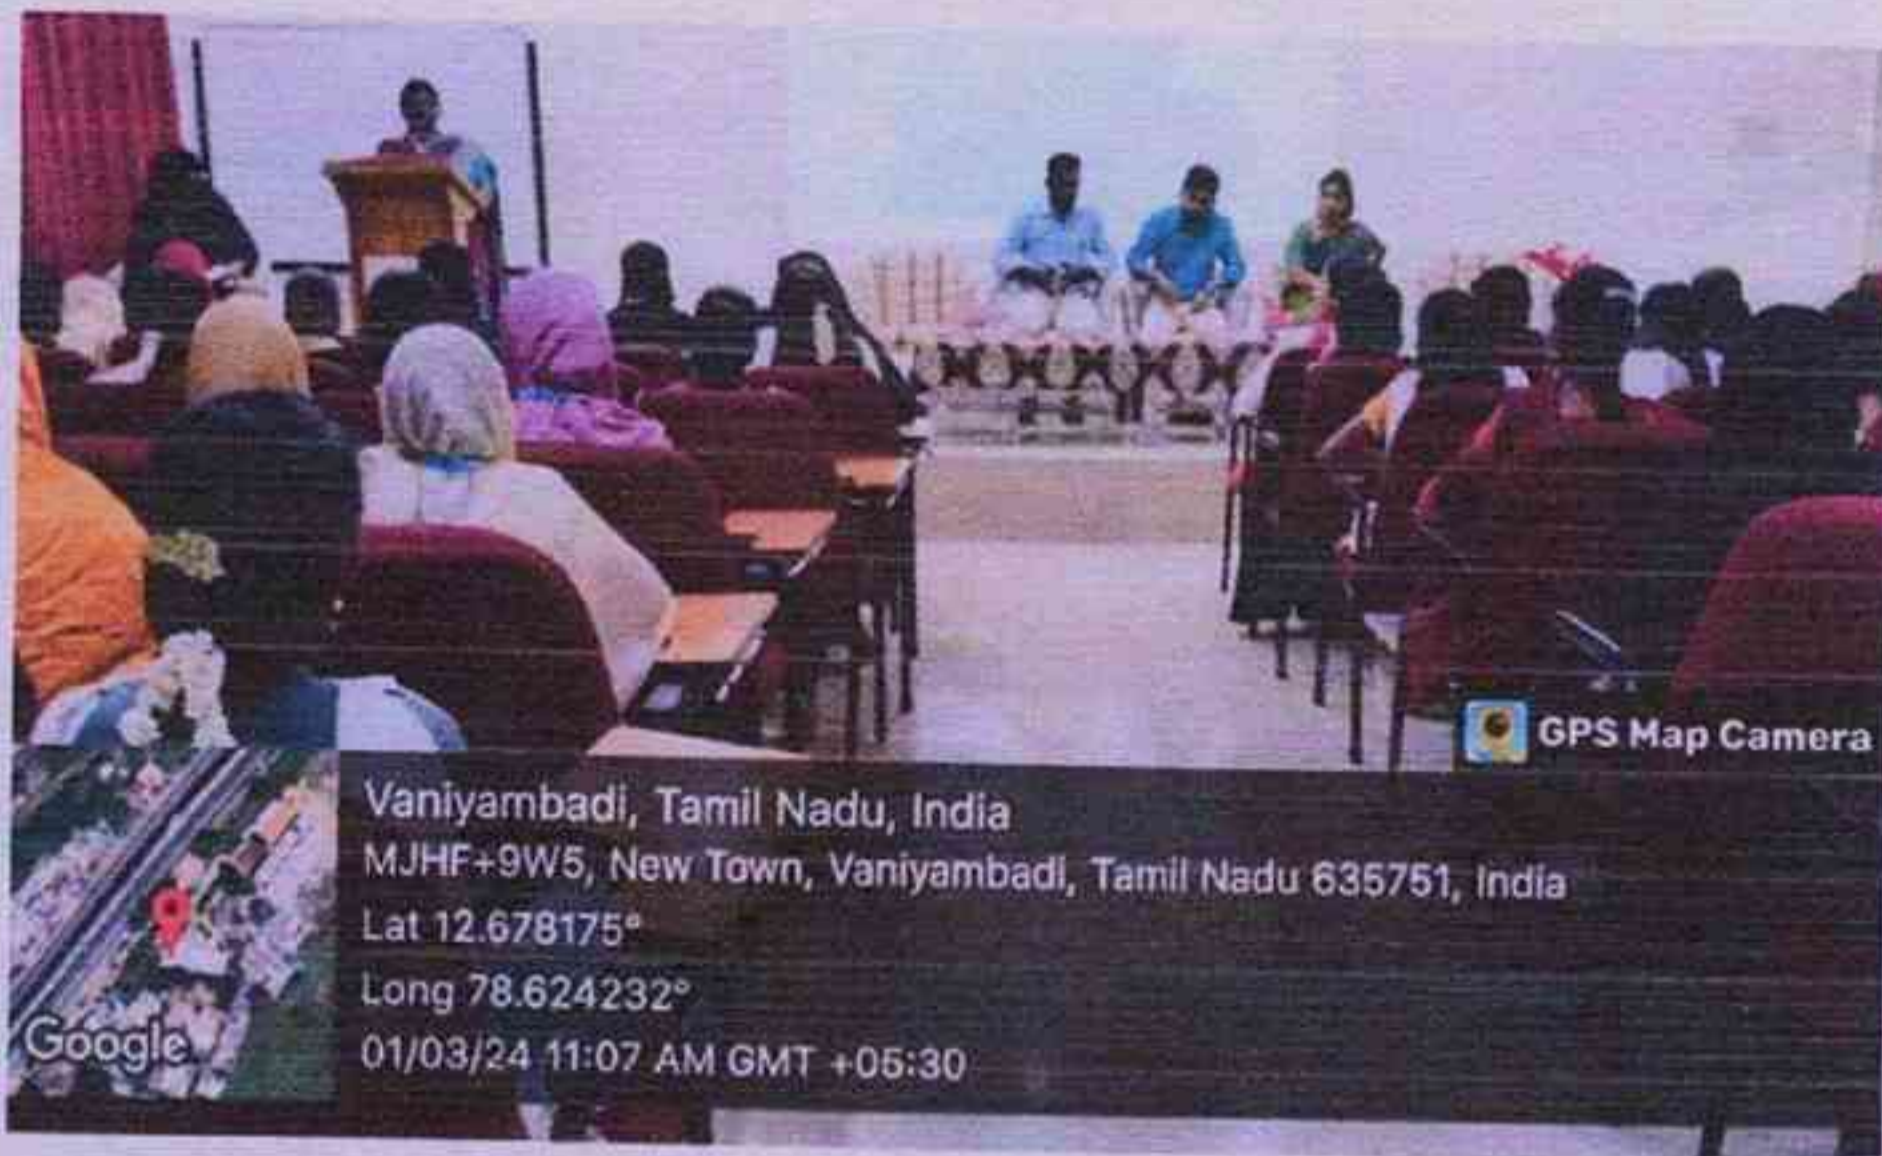 GPS Map Camera
Vaniyambadi, Tamil Nadu, India
MJHF+9W5, New Town, Vaniyambadi, Tamil Nadu 635751, India
Lat 12.678175°
Long 78.624232°
01/03/24 11:07 AM GMT +05:30
Google